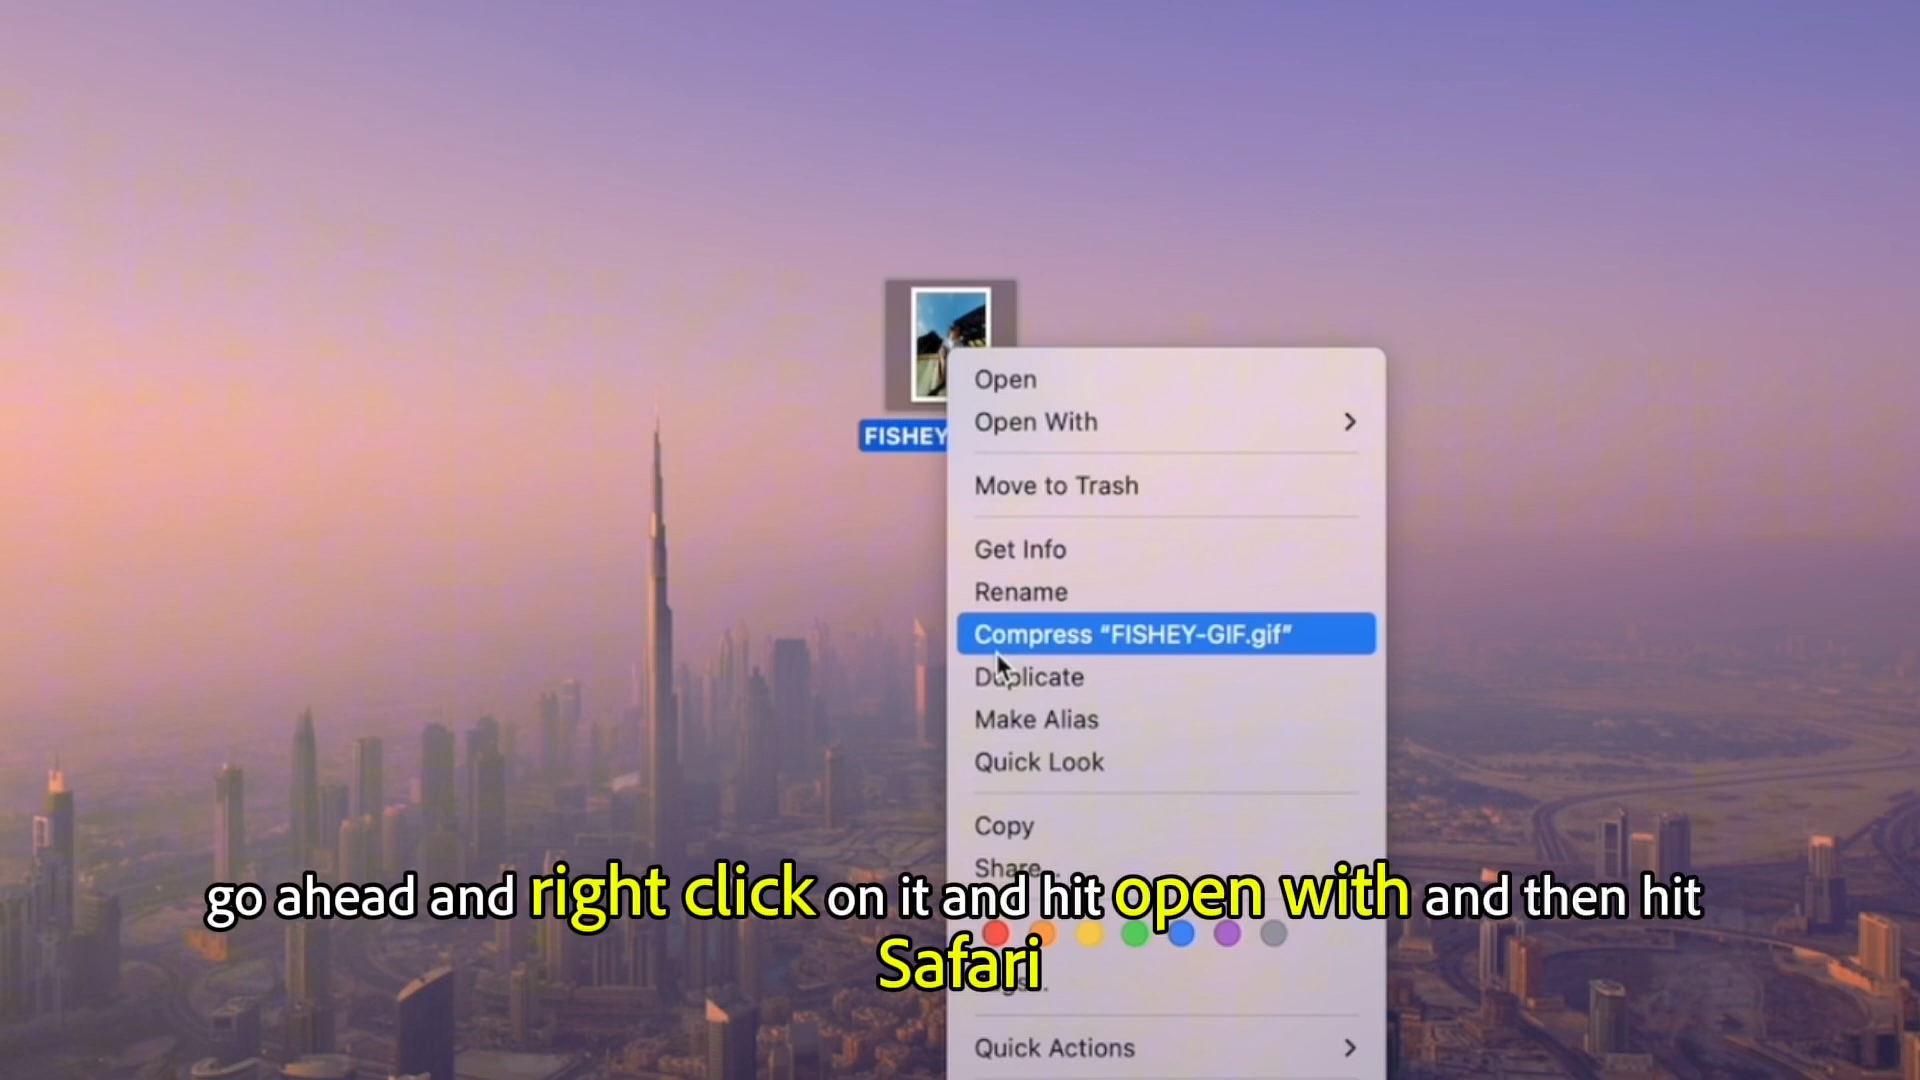 FISHEY
Open
Open With
Move to Trash
Get Info
Rename
Compress “FISHEY-GIF.gif”
Duplicate
Make Alias
Quick Look
Copy
Share...
go ahead and right click on it and hit open with and then hit
Safari
Quick Actions